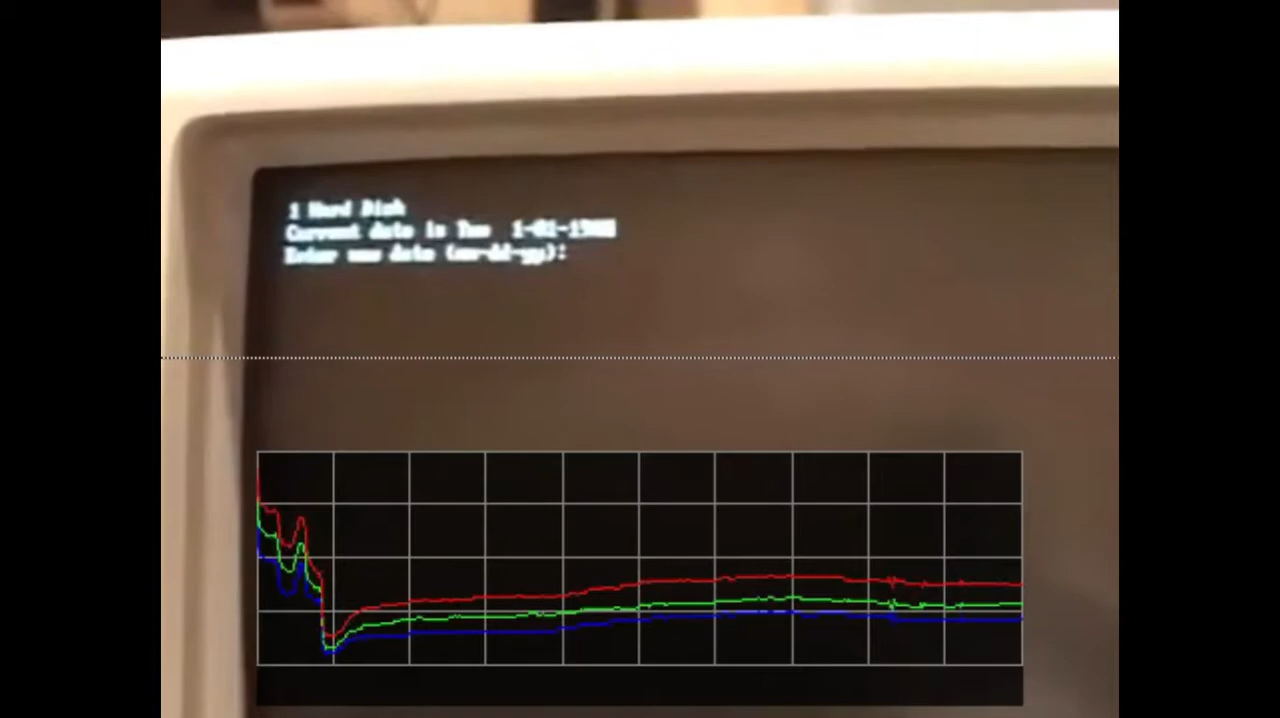 1 Hard Disk
Current date is Tue 1-01-1980
Enter new date (mm-dd-yy):